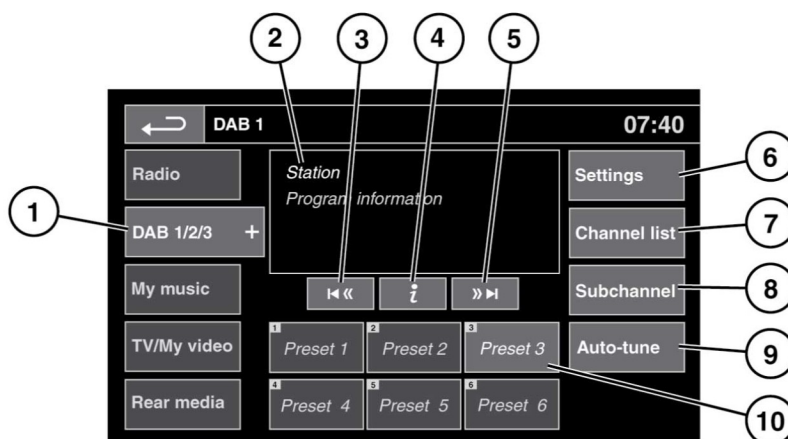 2
3
4
5
DAB 1
07:40
6
Radio
Station
Settings
Program information
1
DAB 1/2/3 +
Channel list
7
My music
i
Subchannel
8
TV/My video
1 Preset 1
2 Preset 2
3 Preset 3
Auto-tune
9
Rear media
4 Preset 4
5 Preset 5
6 Preset 6
10